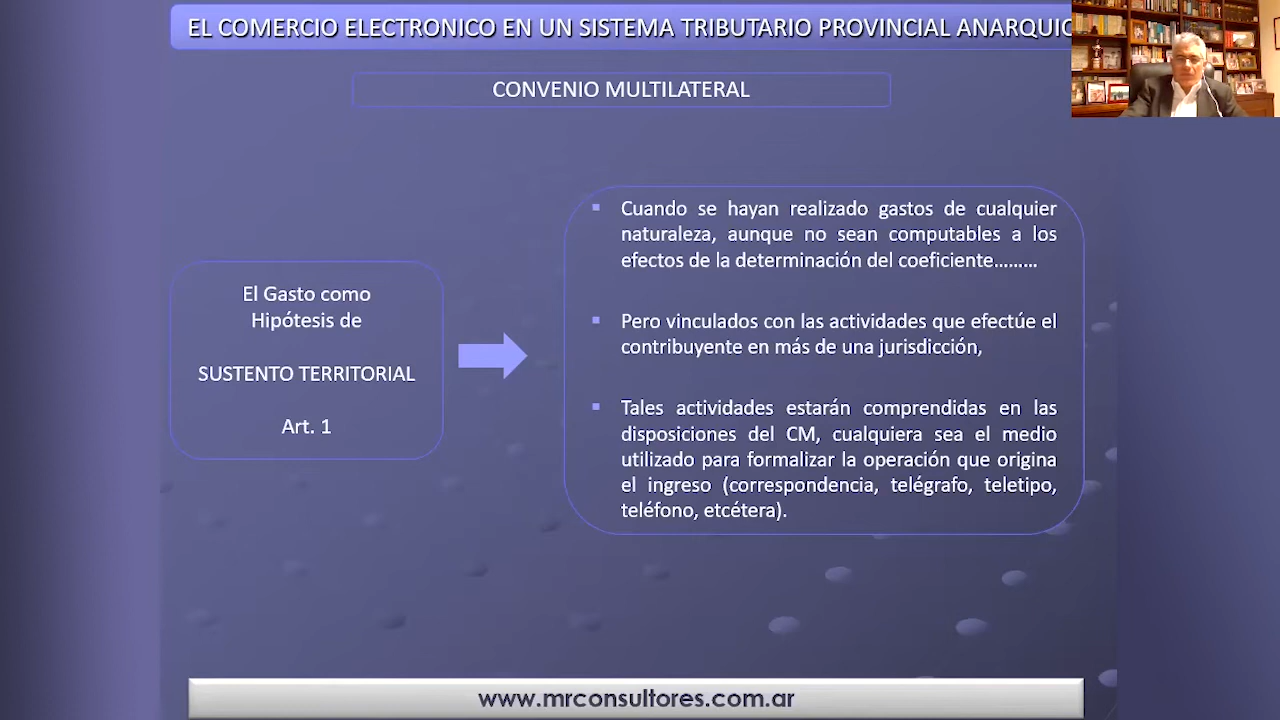 EL COMERCIO ELECTRONICO EN UN SISTEMA TRIBUTARIO PROVINCIAL
CONVENIO MULTILATERAL
El Gasto como
Hipótesis de
SUSTENTO TERRITORIAL
Art. 1
▪ Cuando se hayan realizado gastos de cualquier
naturaleza, aunque no sean computables a los
efectos de la determinación del coeficiente.........
▪ Pero vinculados con las actividades que efectúe el
contribuyente en más de una jurisdicción,
▪ Tales actividades estarán comprendidas en las
disposiciones del CM, cualquiera sea el medio
utilizado para formalizar la operación que origina
el ingreso (correspondencia, telégrafo, teletipo,
teléfono, etcétera).
www.mrconsultores.com.ar